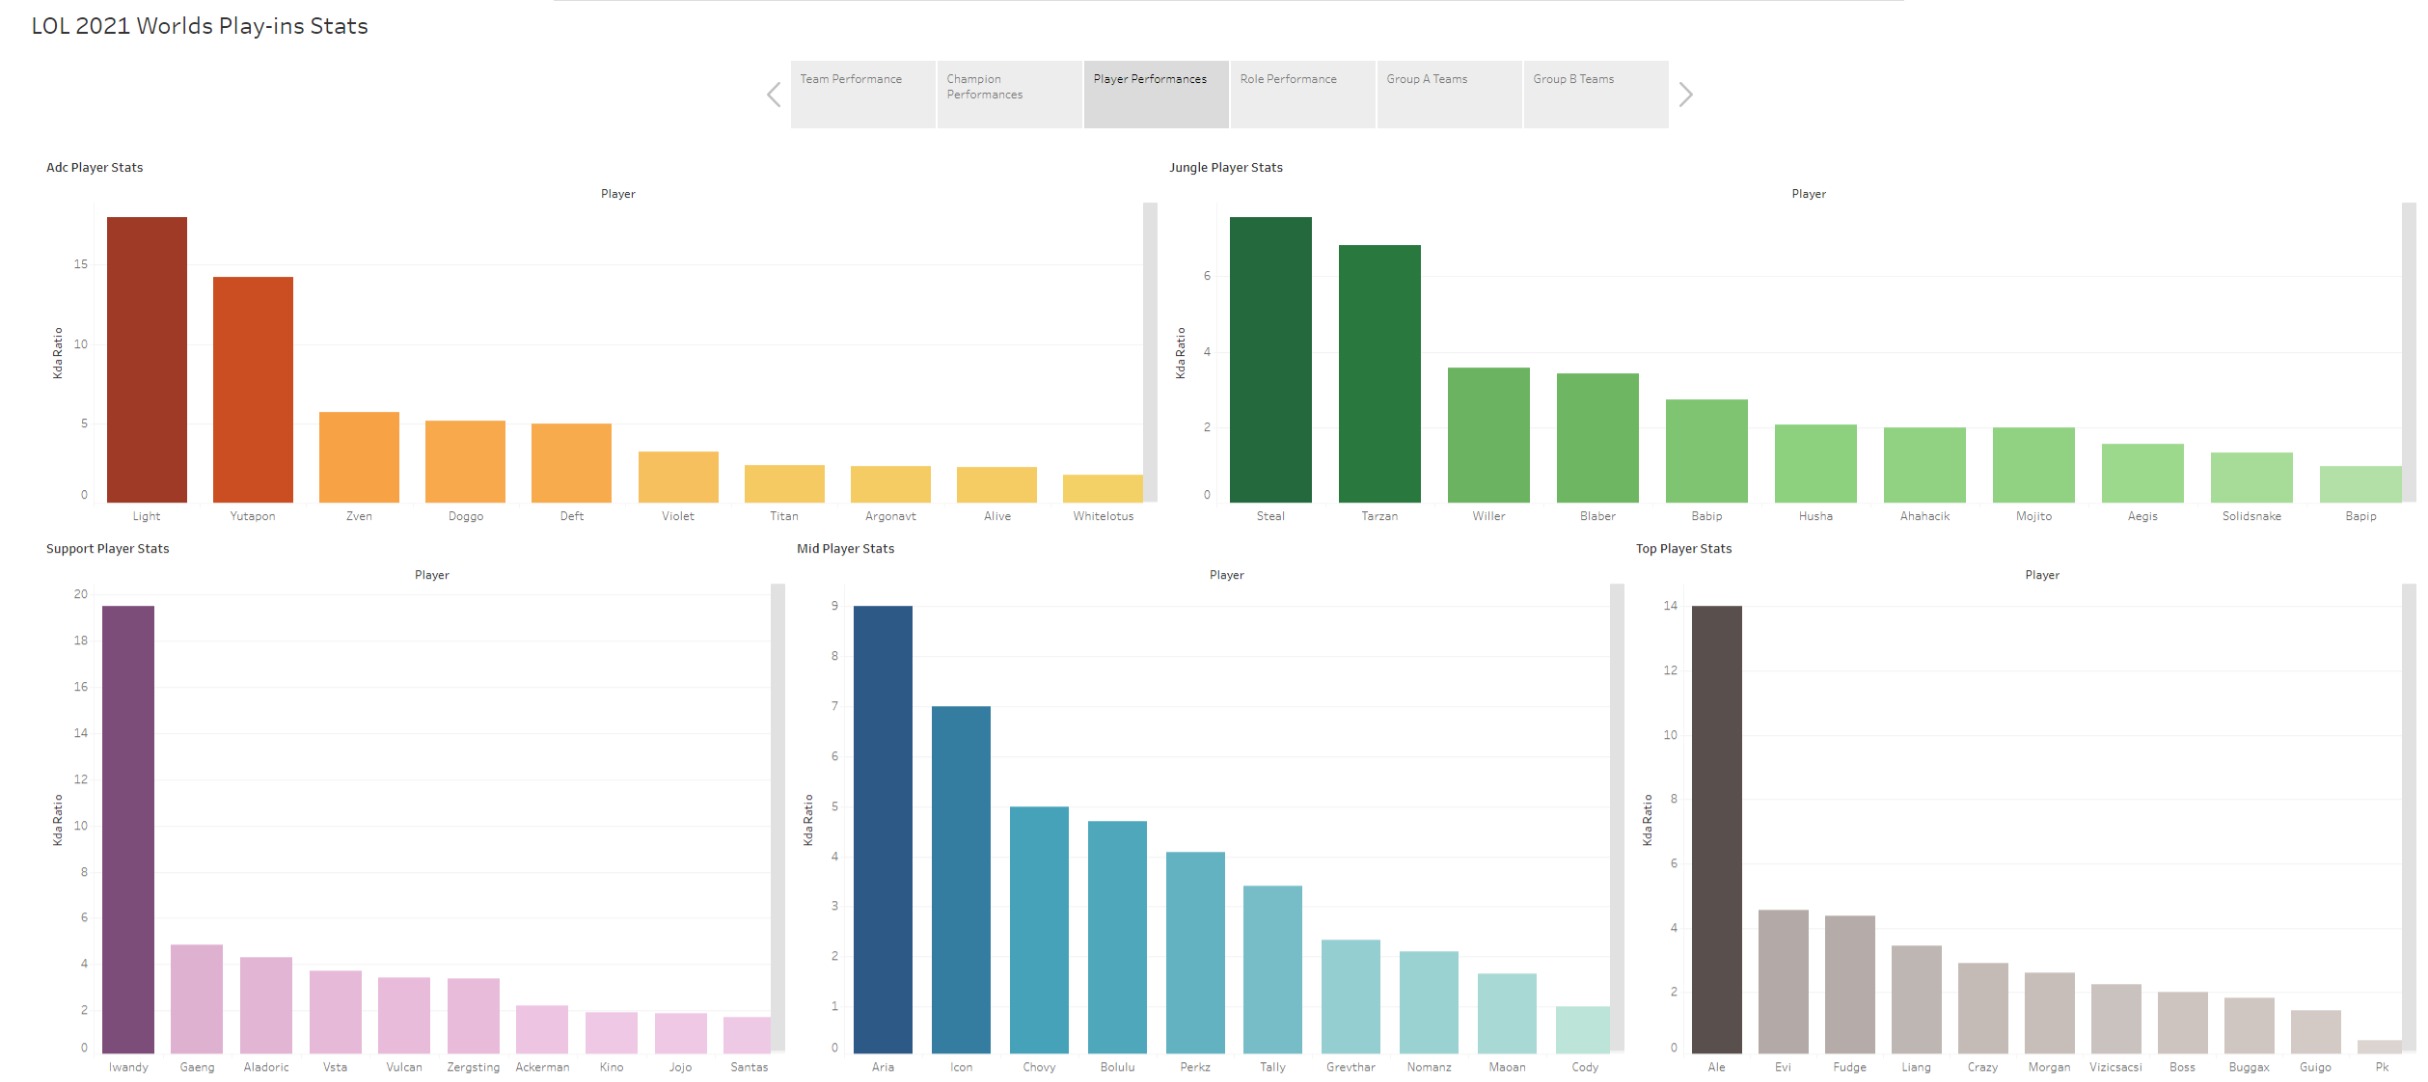 LOL 2021 Worlds Play-ins Stats
Team Performance
Champion
Performances
Player Performances
Role Performance
Group A Teams
Group B Teams
Adc Player Stats
Player
Kda Ratio
15
10
5
0
Light Yutapon Zven Doggo Deft Violet Titan Argonavt Alive Whitelotus
Jungle Player Stats
Player
Kda Ratio
6
4
2
0
Steal Tarzan Willer Blaber Babip Husha Ahahacik Mojito Aegis Solidsnake Bapip
Support Player Stats
Player
Kda Ratio
20
18
16
14
12
10
8
6
4
2
0
Iwandy Gaeng Aladoric Vsta Vulcan Zergsting Ackerman Kino Jojo Santas
Mid Player Stats
Player
Kda Ratio
9
8
7
6
5
4
3
2
1
0
Aria Icon Chovy Bolulu Perkz Tally Grevthar Nomanz Maoan Cody
Top Player Stats
Player
Kda Ratio
14
12
10
8
6
4
2
0
Ale Evi Fudge Liang Crazy Morgan Vizicsacsi Boss Buggax Guigo Pk